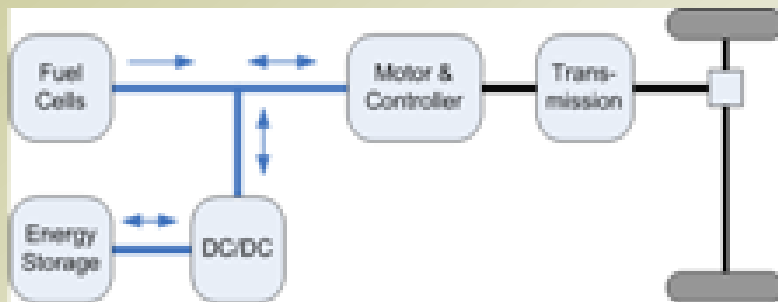 Fuel
Cells
Motor &
Controller
Trans-
mission
Energy
Storage
DC/DC